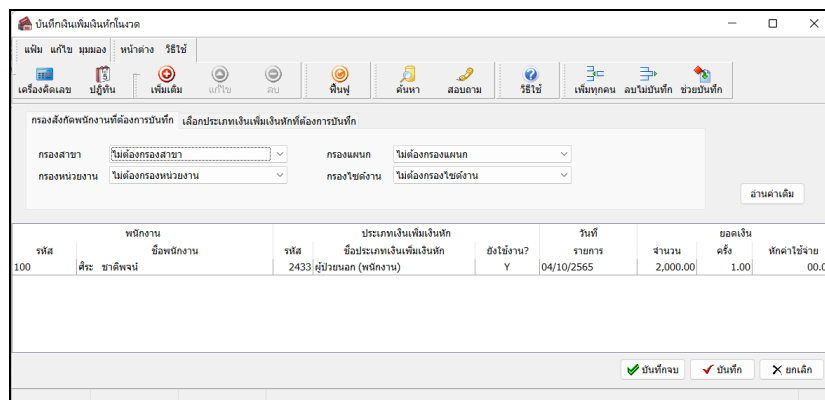 บันทึกเงินเพิ่มเงินหักในงวด
แฟ้ม แก้ไข มุมมอง หน้าต่าง วิธีใช้
เครื่องคิดเลข ปฏิทิน เพิ่มเติม แก้ไข ลบ ฟื้นฟู ค้นหา สอบถาม วิธีใช้ เพิ่มทุกคน ลบไม่บันทึก ช่วยบันทึก
กรองสังกัดพนักงานที่ต้องการบันทึก เลือกประเภทเงินเพิ่มเงินหักที่ต้องการบันทึก
กรองสาขา ไม่ต้องกรองสาขา กรองแผนก ไม่ต้องกรองแผนก
กรองหน่วยงาน ไม่ต้องกรองหน่วยงาน กรองไซด์งาน ไม่ต้องกรองไซด์งาน
อ่านค่าเดิม
พนักงาน ประเภทเงินเพิ่มเงินหัก วันที่ ยอดเงิน
รหัส ชื่อพนักงาน รหัส ชื่อประเภทเงินเพิ่มเงินหัก ยังใช้งาน? รายการ จำนวน ครั้ง หักค่าใช้จ่าย
100 ศิระ ชาติพจน์ 2433 ผู้ป่วยนอก (พนักงาน) Y 04/10/2565 2,000.00 1.00 00.0
บันทึกจบ บันทึก ยกเลิก